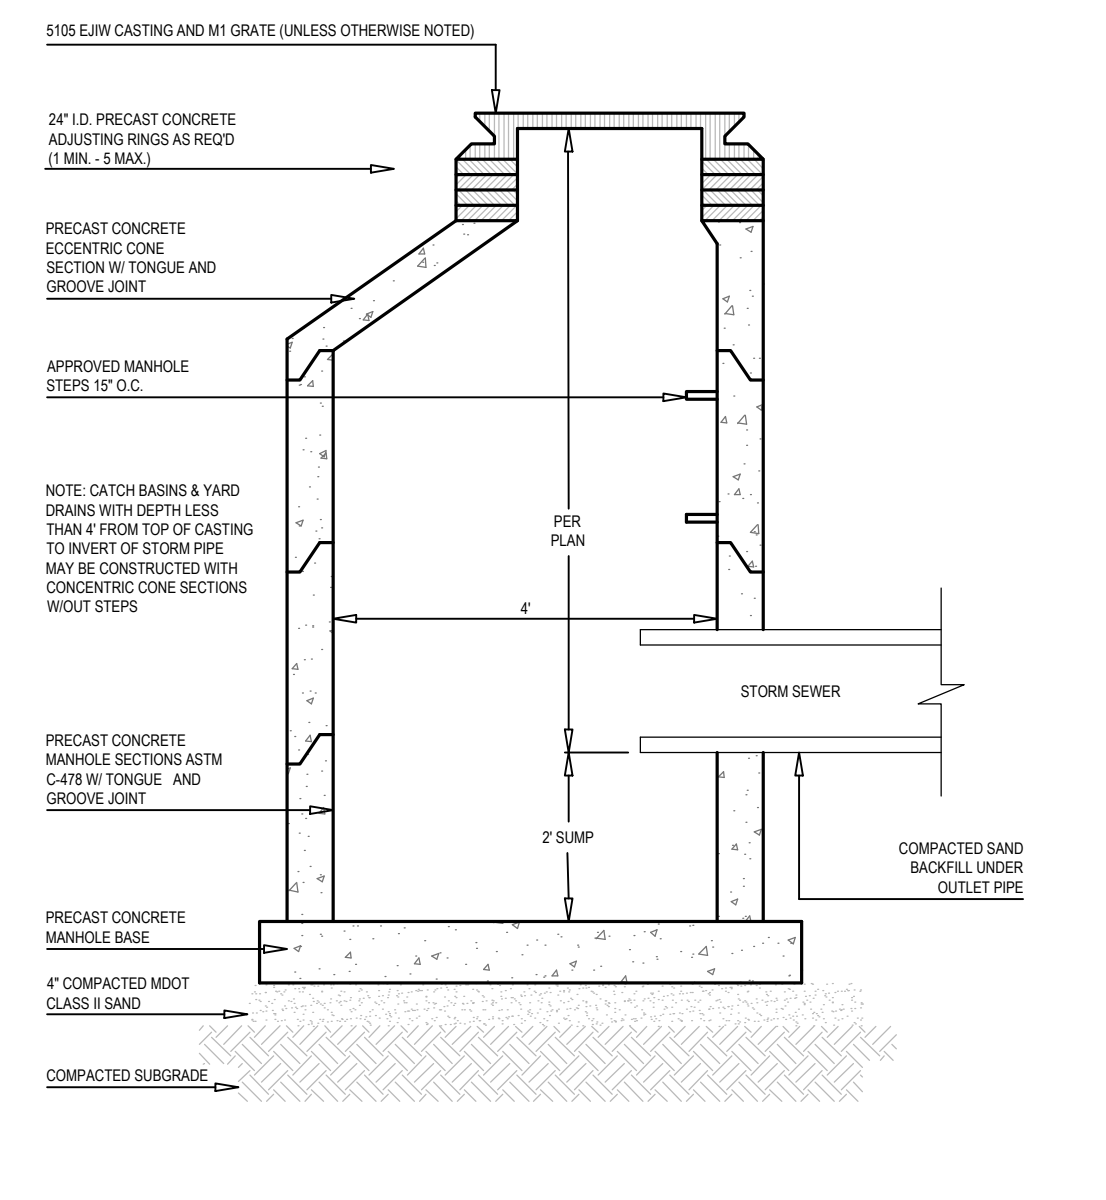 5105 EJIW CASTING AND M1 GRATE (UNLESS OTHERWISE NOTED)
24" I.D. PRECAST CONCRETE
ADJUSTING RINGS AS REQ'D
(1 MIN. - 5 MAX.)
PRECAST CONCRETE
ECCENTRIC CONE
SECTION W/ TONGUE AND
GROOVE JOINT
APPROVED MANHOLE
STEPS 15" O.C.
NOTE: CATCH BASINS & YARD
DRAINS WITH DEPTH LESS
THAN 4' FROM TOP OF CASTING
TO INVERT OF STORM PIPE
MAY BE CONSTRUCTED WITH
CONCENTRIC CONE SECTIONS
W/OUT STEPS
PER
PLAN
4'
STORM SEWER
PRECAST CONCRETE
MANHOLE SECTIONS ASTM
C-478 W/ TONGUE AND
GROOVE JOINT
2' SUMP
COMPACTED SAND
BACKFILL UNDER
OUTLET PIPE
PRECAST CONCRETE
MANHOLE BASE
4" COMPACTED MDOT
CLASS II SAND
COMPACTED SUBGRADE